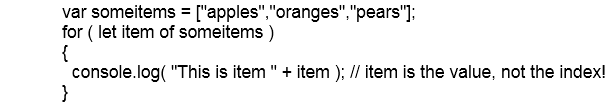 var someitems = ["apples","oranges","pears"];
for ( let item of someitems )
{
console.log( "This is item " + item ); // item is the value, not the index!
}